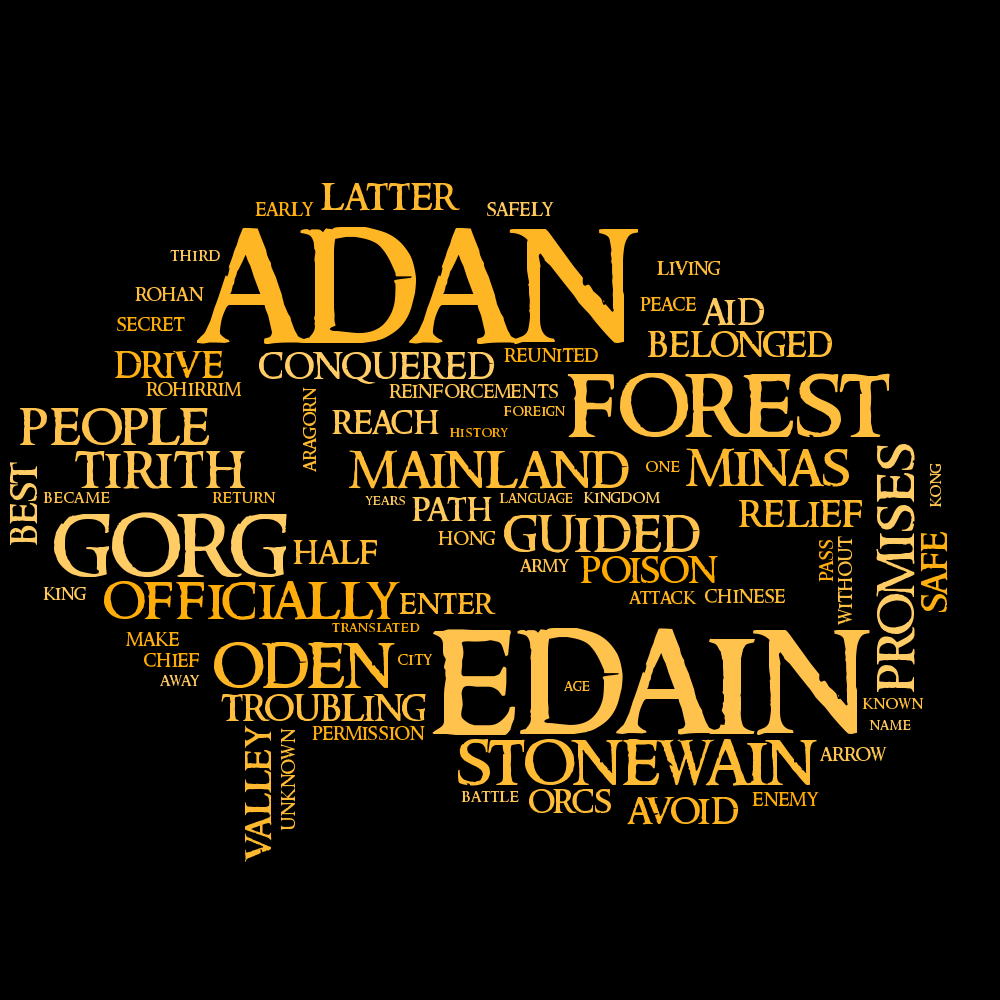 LATTER
EARLY
SAFELY
ADAN
THIRD
LIVING
ROHAN
PEACE
AID
SECRET
BELONGED
DRIVE
CONQUERED
REUNITED
ROHIRRIM
REINFORCEMENTS
FOREST
ARAGORN
REACH
FOREIGN
PEOPLE
HISTORY
TIRITH
MAINLAND
ONE
MINAS
PROMISES
KONG
BEST
BECAME
RETURN
YEARS
PATH
LANGUAGE
KINGDOM
RELIEF
GORG
HONG
GUIDED
HALF
PASS
WITHOUT
SAFE
ARMY
POISON
KING
OFFICIALLY
ENTER
ATTACK
CHINESE
TRANSLATED
MAKE
CHIEF
ODEN
CITY
EDAIN
AWAY
AGE
TROUBLING
KNOWN
PERMISSION
NAME
VALLEY
UNKNOWN
STONEWAIN
ARROW
BATTLE
ORCS
AVOID
ENEMY